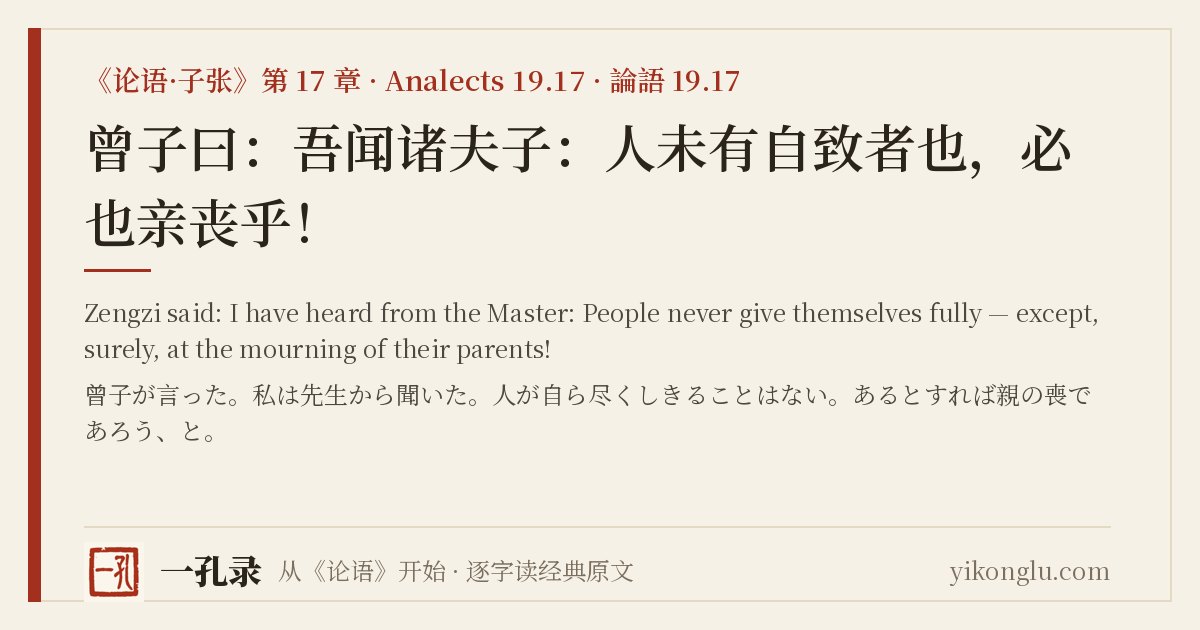 《论语·子张》第 17 章 · Analects 19.17 · 論語 19.17
曾子曰：吾闻诸夫子：人未有自致者也，必
也亲丧乎！
Zengzi said: I have heard from the Master: People never give themselves fully — except,
surely, at the mourning of their parents!
曾子が言った。私は先生から聞いた。人が自ら尽くしきることはない。あるとすれば親の喪で
あろう、と。
一孔
一孔录 从《论语》开始 · 逐字读经典原文 yikonglu.com